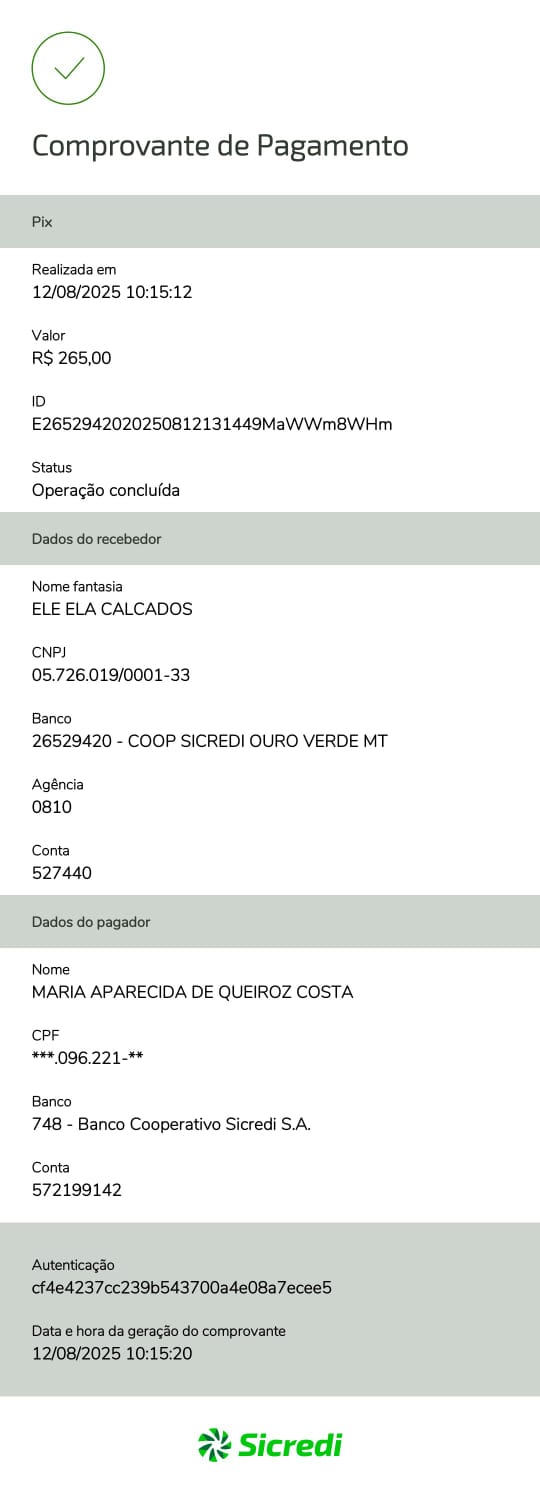 Comprovante de Pagamento
Pix
Realizada em
12/08/2025 10:15:12
Valor
R$ 265,00
ID
E2652942020250812131449MaWWm8WHm
Status
Operação concluída
Dados do recebedor
Nome fantasia
ELE ELA CALCADOS
CNPJ
05.726.019/0001-33
Banco
26529420 - COOP SICREDI OURO VERDE MT
Agência
0810
Conta
527440
Dados do pagador
Nome
MARIA APARECIDA DE QUEIROZ COSTA
CPF
***.096.221-**
Banco
748 - Banco Cooperativo Sicredi S.A.
Conta
572199142
Autenticação
cf4e4237cc239b543700a4e08a7ecee5
Data e hora da geração do comprovante
12/08/2025 10:15:20
Sicredi